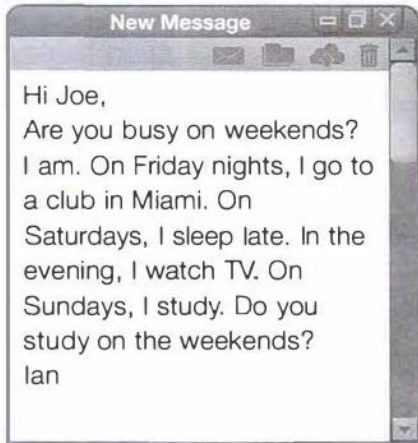 New Message
Hi Joe,
Are you busy on weekends?
I am. On Friday nights, I go to
a club in Miami. On
Saturdays, I sleep late. In the
evening, I watch TV. On
Sundays, I study. Do you
study on the weekends?
Ian